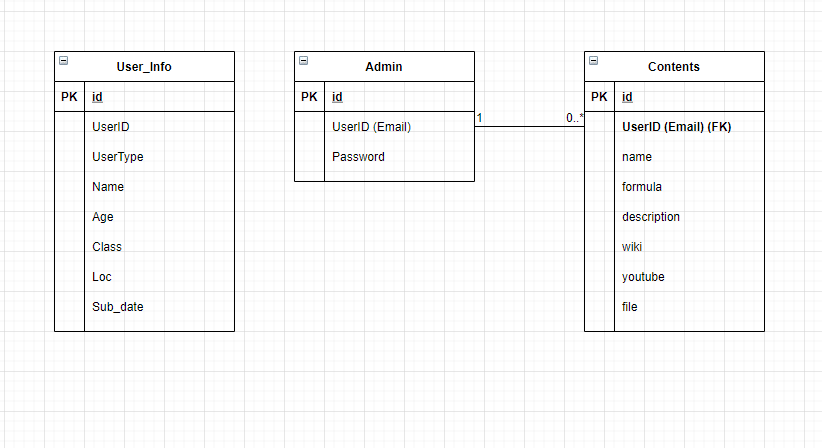 User_Info
PK id
UserID
UserType
Name
Age
Class
Loc
Sub_date
Admin
PK id
UserID (Email)
Password
1 0..*
Contents
PK id
UserID (Email) (FK)
name
formula
description
wiki
youtube
file